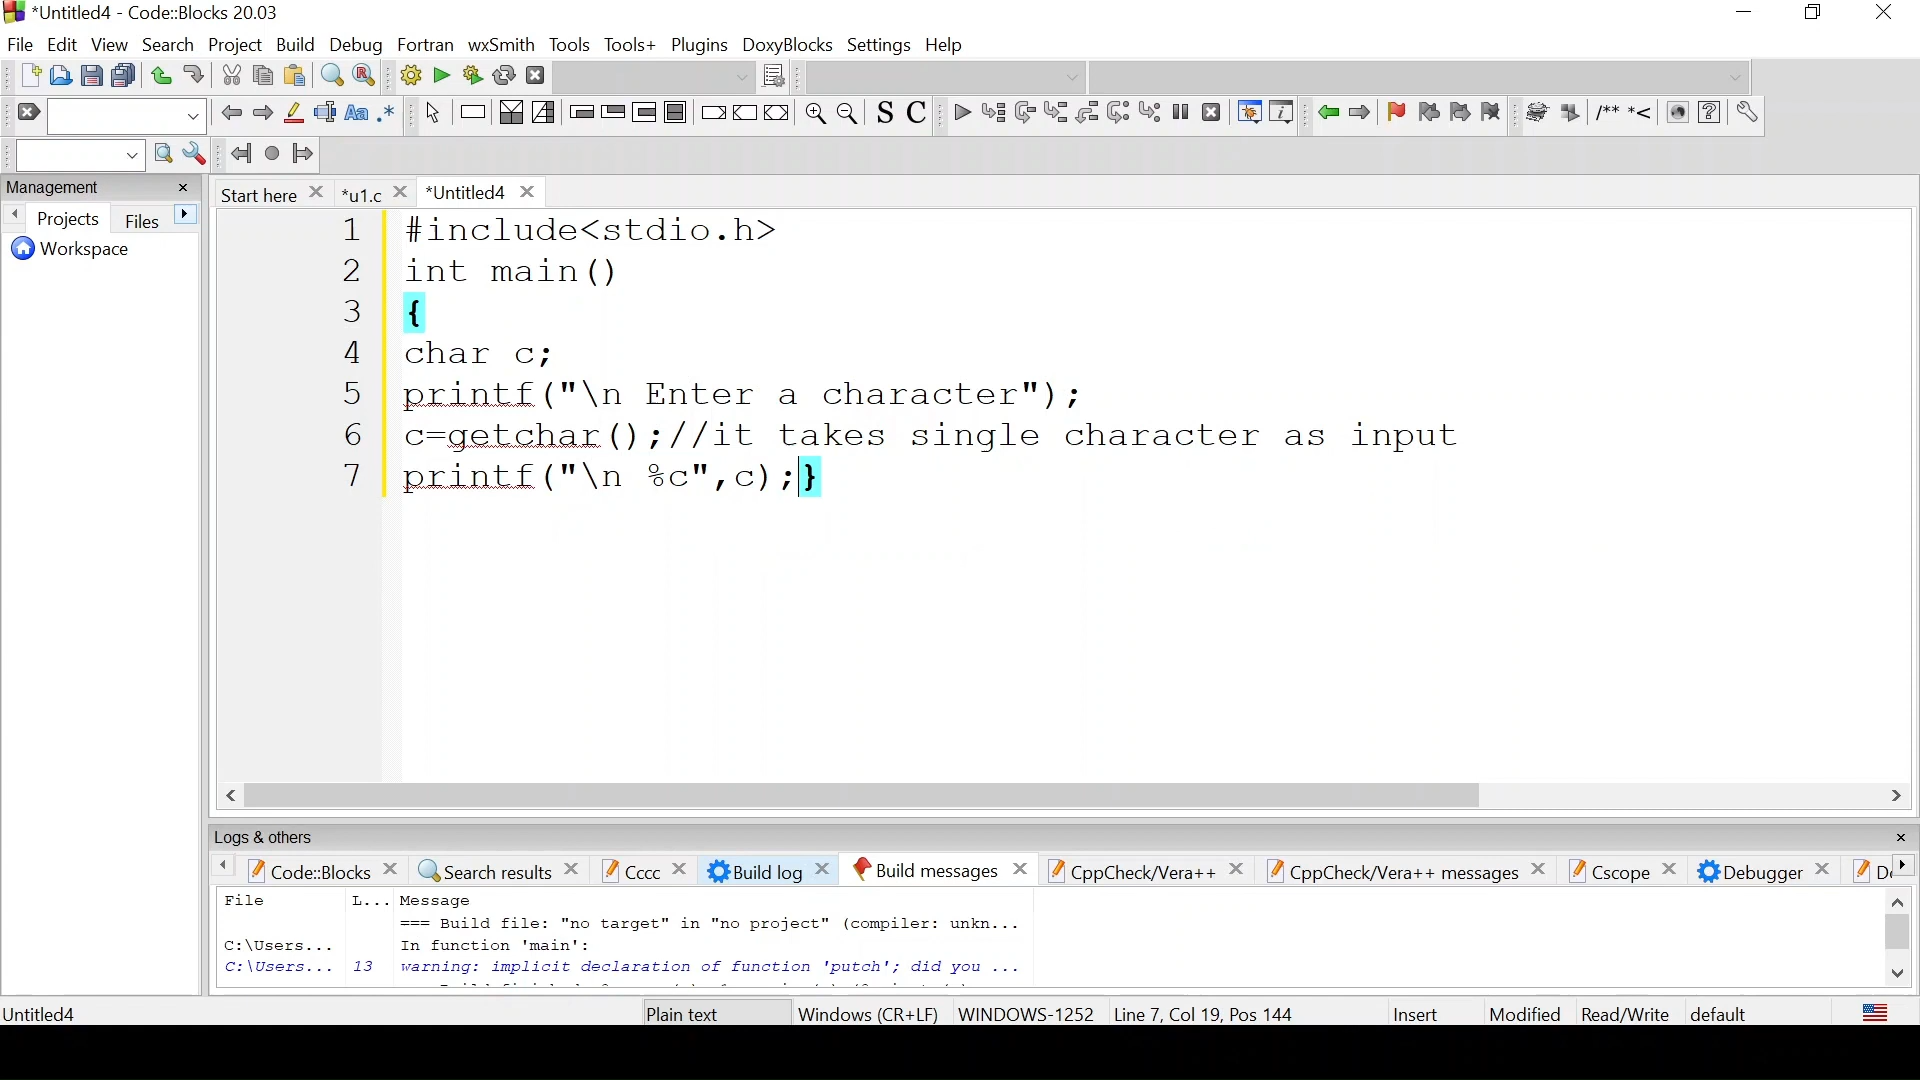 *Untitled4 - Code::Blocks 20.03
File Edit View Search Project Build Debug Fortran wxSmith Tools Tools+ Plugins DoxyBlocks Settings Help
Aa .* S C /** *<
Management
Start here *u1.c *Untitled4
Projects Files
Workspace
1 #include<stdio.h>
2 int main()
3 {
4 char c;
5 printf("\n Enter a character");
6 c=getchar();//it takes single character as input
7 printf("\n %c",c);}
Logs & others
Code::Blocks Search results Cccc Build log Build messages CppCheck/Vera++ CppCheck/Vera++ messages Cscope Debugger
File L... Message
=== Build file: "no target" in "no project" (compiler: unkn...
C:\Users... In function 'main':
C:\Users... 13 warning: implicit declaration of function 'putch'; did you ...
Untitled4 Plain text Windows (CR+LF) WINDOWS-1252 Line 7, Col 19, Pos 144 Insert Modified Read/Write default